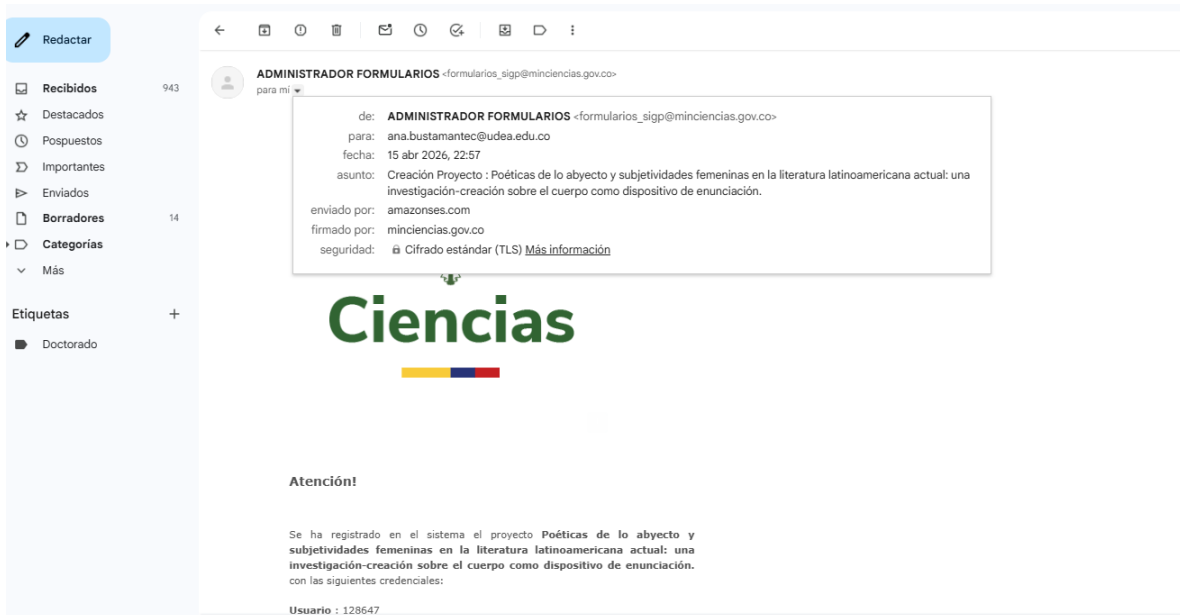 Redactar
Recibidos 943
Destacados
Pospuestos
Importantes
Enviados
Borradores 14
Categorías
Más
Etiquetas +
Doctorado
ADMINISTRADOR FORMULARIOS <formularios_sigp@minciencias.gov.co>
para mí
de: ADMINISTRADOR FORMULARIOS <formularios_sigp@minciencias.gov.co>
para: ana.bustamantec@udea.edu.co
fecha: 15 abr 2026, 22:57
asunto: Creación Proyecto : Poéticas de lo abyecto y subjetividades femeninas en la literatura latinoamericana actual: una
investigación-creación sobre el cuerpo como dispositivo de enunciación.
enviado por: amazonses.com
firmado por: minciencias.gov.co
seguridad: Cifrado estándar (TLS) Más información
Ciencias
Atención!
Se ha registrado en el sistema el proyecto Poéticas de lo abyecto y
subjetividades femeninas en la literatura latinoamericana actual: una
investigación-creación sobre el cuerpo como dispositivo de enunciación.
con las siguientes credenciales:
Usuario : 128647